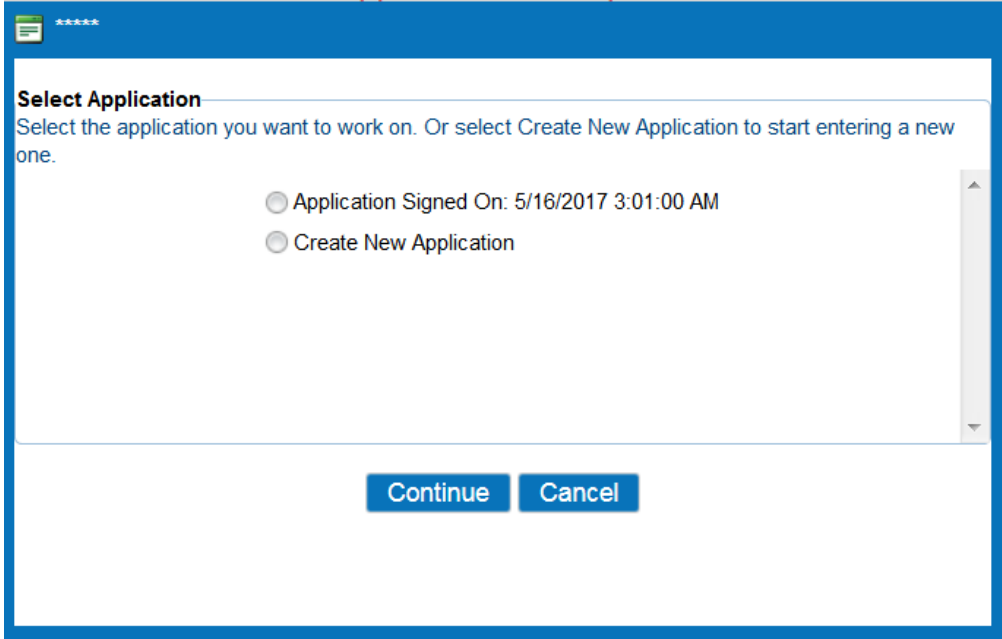 *****
Select Application
Select the application you want to work on. Or select Create New Application to start entering a new
one.
Application Signed On: 5/16/2017 3:01:00 AM
Create New Application
Continue Cancel